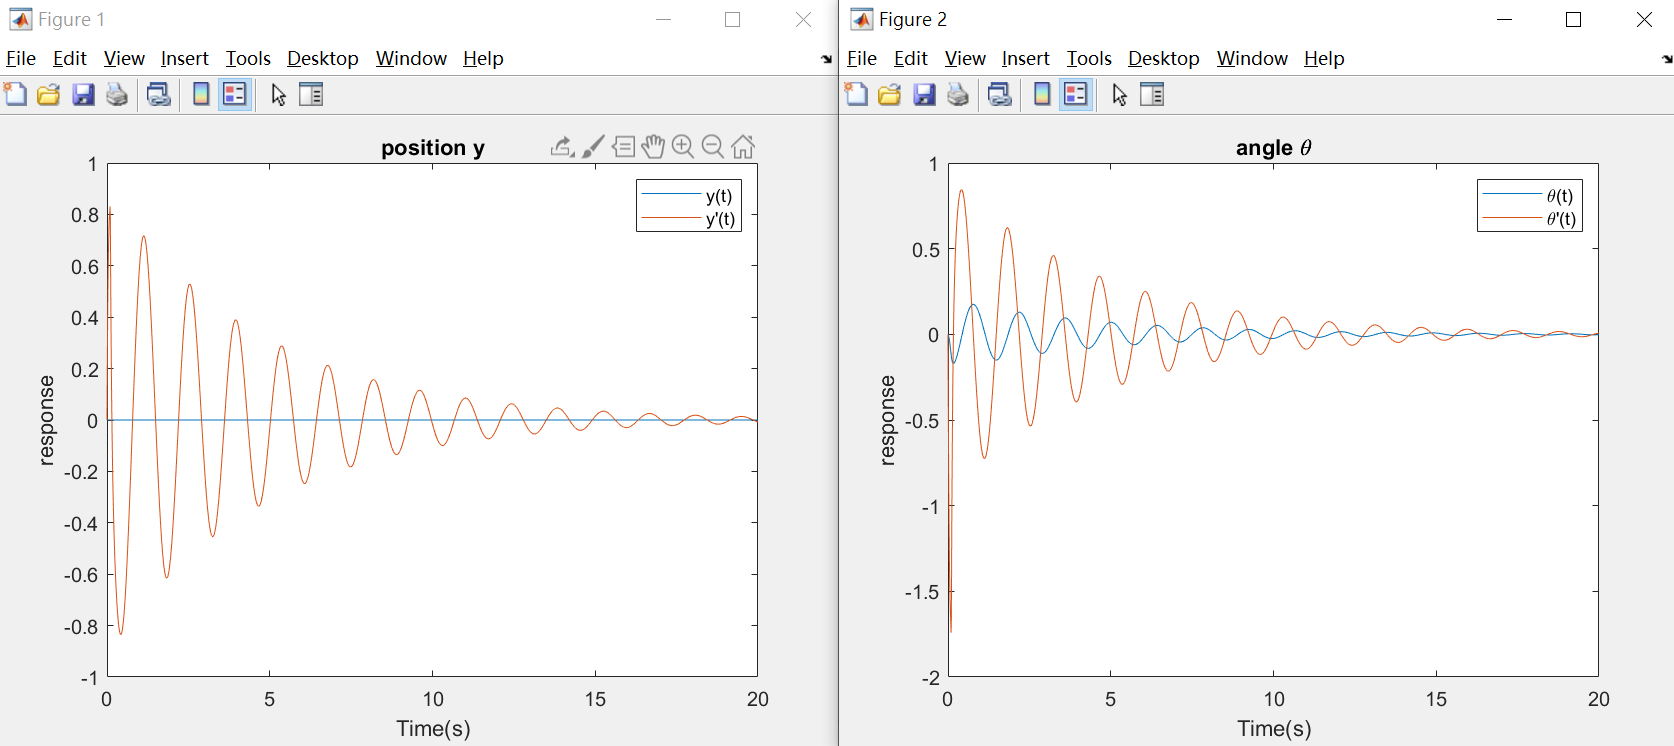 Figure 1
File Edit View Insert Tools Desktop Window Help
position y
1
0.8
0.6
0.4
0.2
0
-0.2
-0.4
-0.6
-0.8
-1
response
0 5 10 15 20
Time(s)
y(t)
y'(t)
Figure 2
File Edit View Insert Tools Desktop Window Help
angle θ
1
0.5
0
-0.5
-1
-1.5
-2
response
0 5 10 15 20
Time(s)
θ(t)
θ'(t)